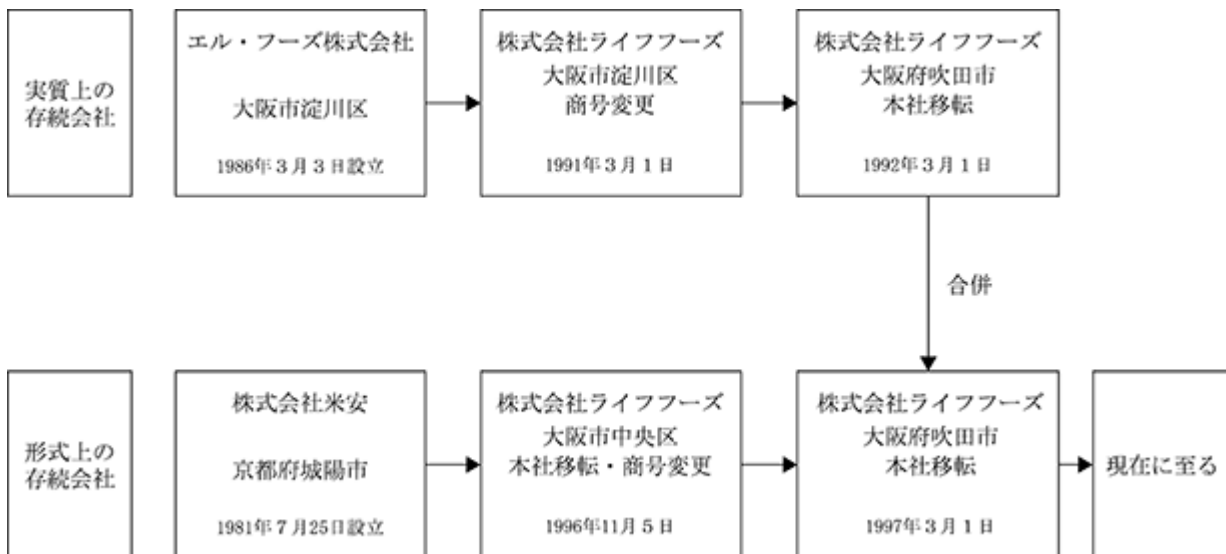 実質上の
存続会社
エル・フーズ株式会社
大阪市淀川区
1986年3月3日設立
株式会社ライフフーズ
大阪市淀川区
商号変更
1991年3月1日
株式会社ライフフーズ
大阪府吹田市
本社移転
1992年3月1日
合併
形式上の
存続会社
株式会社米安
京都府城陽市
1981年7月25日設立
株式会社ライフフーズ
大阪市中央区
本社移転・商号変更
1996年11月5日
株式会社ライフフーズ
大阪府吹田市
本社移転
1997年3月1日
現在に至る